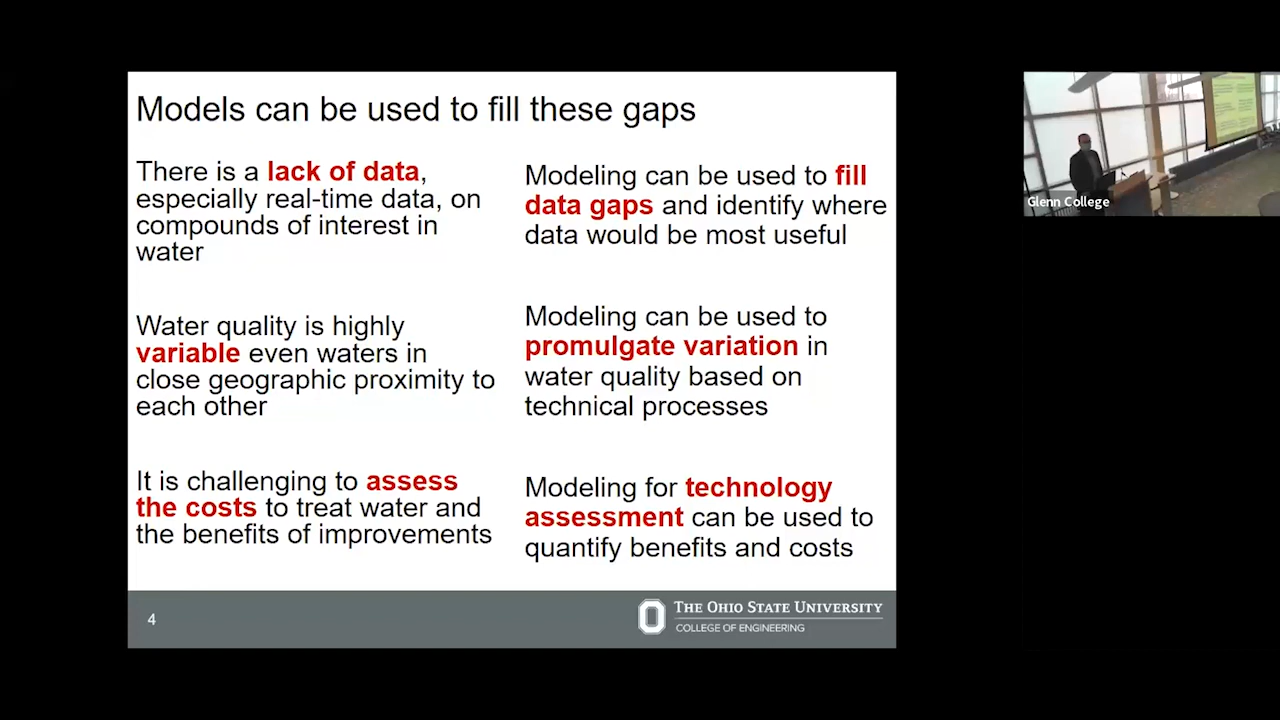 Models can be used to fill these gaps
There is a lack of data,
especially real-time data, on
compounds of interest in
water
Water quality is highly
variable even waters in
close geographic proximity to
each other
It is challenging to assess
the costs to treat water and
the benefits of improvements
Modeling can be used to fill
data gaps and identify where
data would be most useful
Modeling can be used to
promulgate variation in
water quality based on
technical processes
Modeling for technology
assessment can be used to
quantify benefits and costs
4
THE OHIO STATE UNIVERSITY
COLLEGE OF ENGINEERING
Glenn College